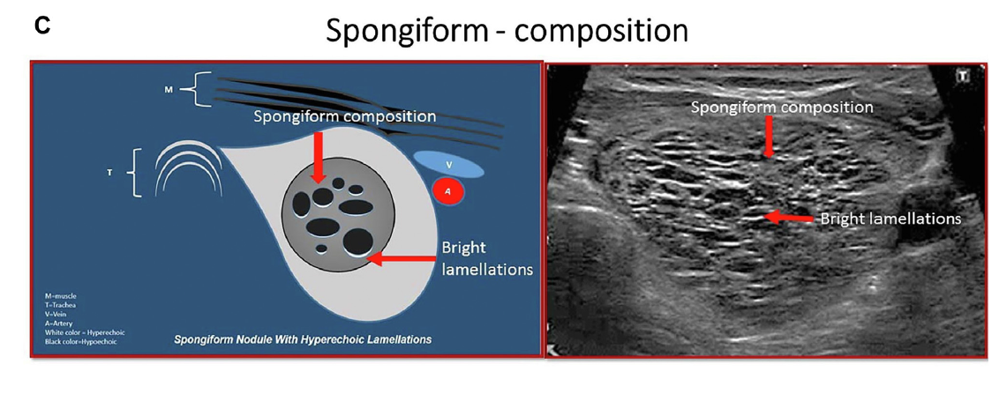 C
Spongiform - composition
M
Spongiform composition
T
V
A
Bright
lamellations
M=muscle
T=Trachea
V=Vein
A=Artery
White color = Hyperechoic
Black color=Hypoechoic
Spongiform Nodule With Hyperechoic Lamellations
T
Spongiform composition
Bright lamellations